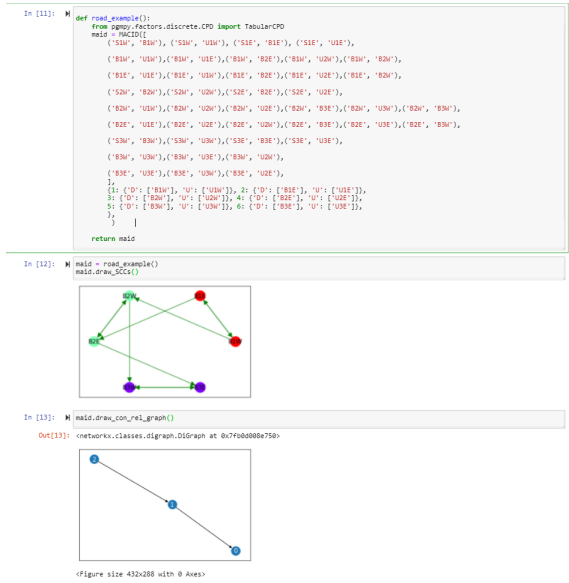 In [11]:
def road_example():
from pgmpy.factors.discrete.CPD import TabularCPD
maid = MACID([
('S1W', 'B1W'), ('S1W', 'U1W'), ('S1E', 'B1E'), ('S1E', 'U1E'),
('B1W', 'U1W'),('B1W', 'U1E'),('B1W', 'B2E'),('B1W', 'U2W'),('B1W', 'B2W'),
('B1E', 'U1E'),('B1E', 'U1W'),('B1E', 'B2E'),('B1E', 'U2E'),('B1E', 'B2W'),
('S2W', 'B2W'),('S2W', 'U2W'),('S2E', 'B2E'),('S2E', 'U2E'),
('B2W', 'U1W'),('B2W', 'U2W'),('B2W', 'U2E'),('B2W', 'B3E'),('B2W', 'U3W'),('B2W', 'B3W'),
('B2E', 'U1E'),('B2E', 'U2E'),('B2E', 'U2W'),('B2E', 'B3E'),('B2E', 'U3E'),('B2E', 'B3W'),
('S3W', 'B3W'),('S3W', 'U3W'),('S3E', 'B3E'),('S3E', 'U3E'),
('B3W', 'U3W'),('B3W', 'U3E'),('B3W', 'U2W'),
('B3E', 'U3E'),('B3E', 'U3W'),('B3E', 'U2E'),
],
{1: {'D': ['B1W'], 'U': ['U1W']}, 2: {'D': ['B1E'], 'U': ['U1E']},
3: {'D': ['B2W'], 'U': ['U2W']}, 4: {'D': ['B2E'], 'U': ['U2E']},
5: {'D': ['B3W'], 'U': ['U3W']}, 6: {'D': ['B3E'], 'U': ['U3E']},
},
)
return maid
In [12]:
maid = road_example()
maid.draw_SCCs()
B2W
B2E
In [13]:
maid.draw_con_rel_graph()
Out[13]: <networkx.classes.digraph.DiGraph at 0x7fb0d008e750>
2
1
0
<Figure size 432x288 with 0 Axes>